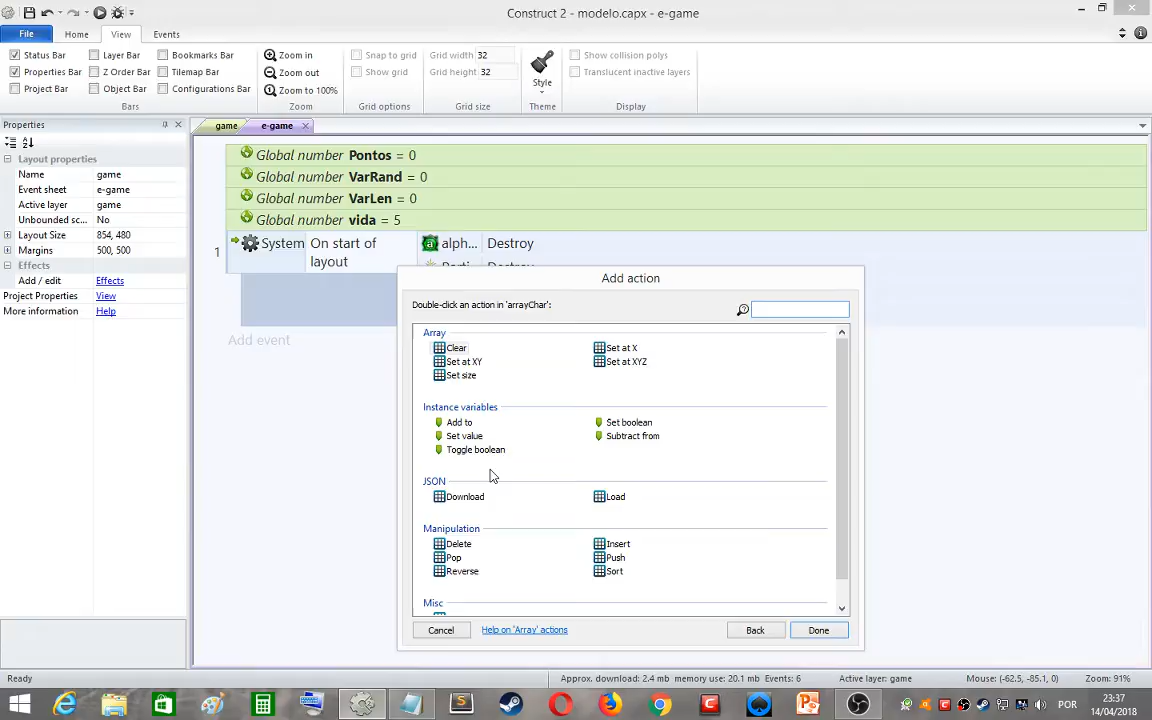 Construct 2 - modelo.capx - e-game
File Home View Events
Status Bar Layer Bar Bookmarks Bar Zoom in Snap to grid Grid width 32 Show collision polys
Properties Bar Z Order Bar Tilemap Bar Zoom out Show grid Grid height 32 Translucent inactive layers
Project Bar Object Bar Configurations Bar Zoom to 100% Style
Bars Zoom Grid options Grid size Theme Display
Properties game e-game
Layout properties
Name game
Event sheet e-game
Active layer game
Unbounded sc... No
Layout Size 854, 480
Margins 500, 500
Effects
Add / edit Effects
Project Properties View
More information Help
Global number Pontos = 0
Global number VarRand = 0
Global number VarLen = 0
Global number vida = 5
1 System On start of layout alph... Destroy
Add event
Add action
Double-click an action in 'arrayChar':
Array
Clear Set at X
Set at XY Set at XYZ
Set size
Instance variables
Add to Set boolean
Set value Subtract from
Toggle boolean
JSON
Download Load
Manipulation
Delete Insert
Pop Push
Reverse Sort
Misc
Cancel Help on 'Array' actions Back Done
Ready Approx. download: 2.4 mb memory use: 20.1 mb Events: 6 Active layer: game Mouse: (-62.5, -85.1, 0) Zoom: 91%
POR
23:37
14/04/2018